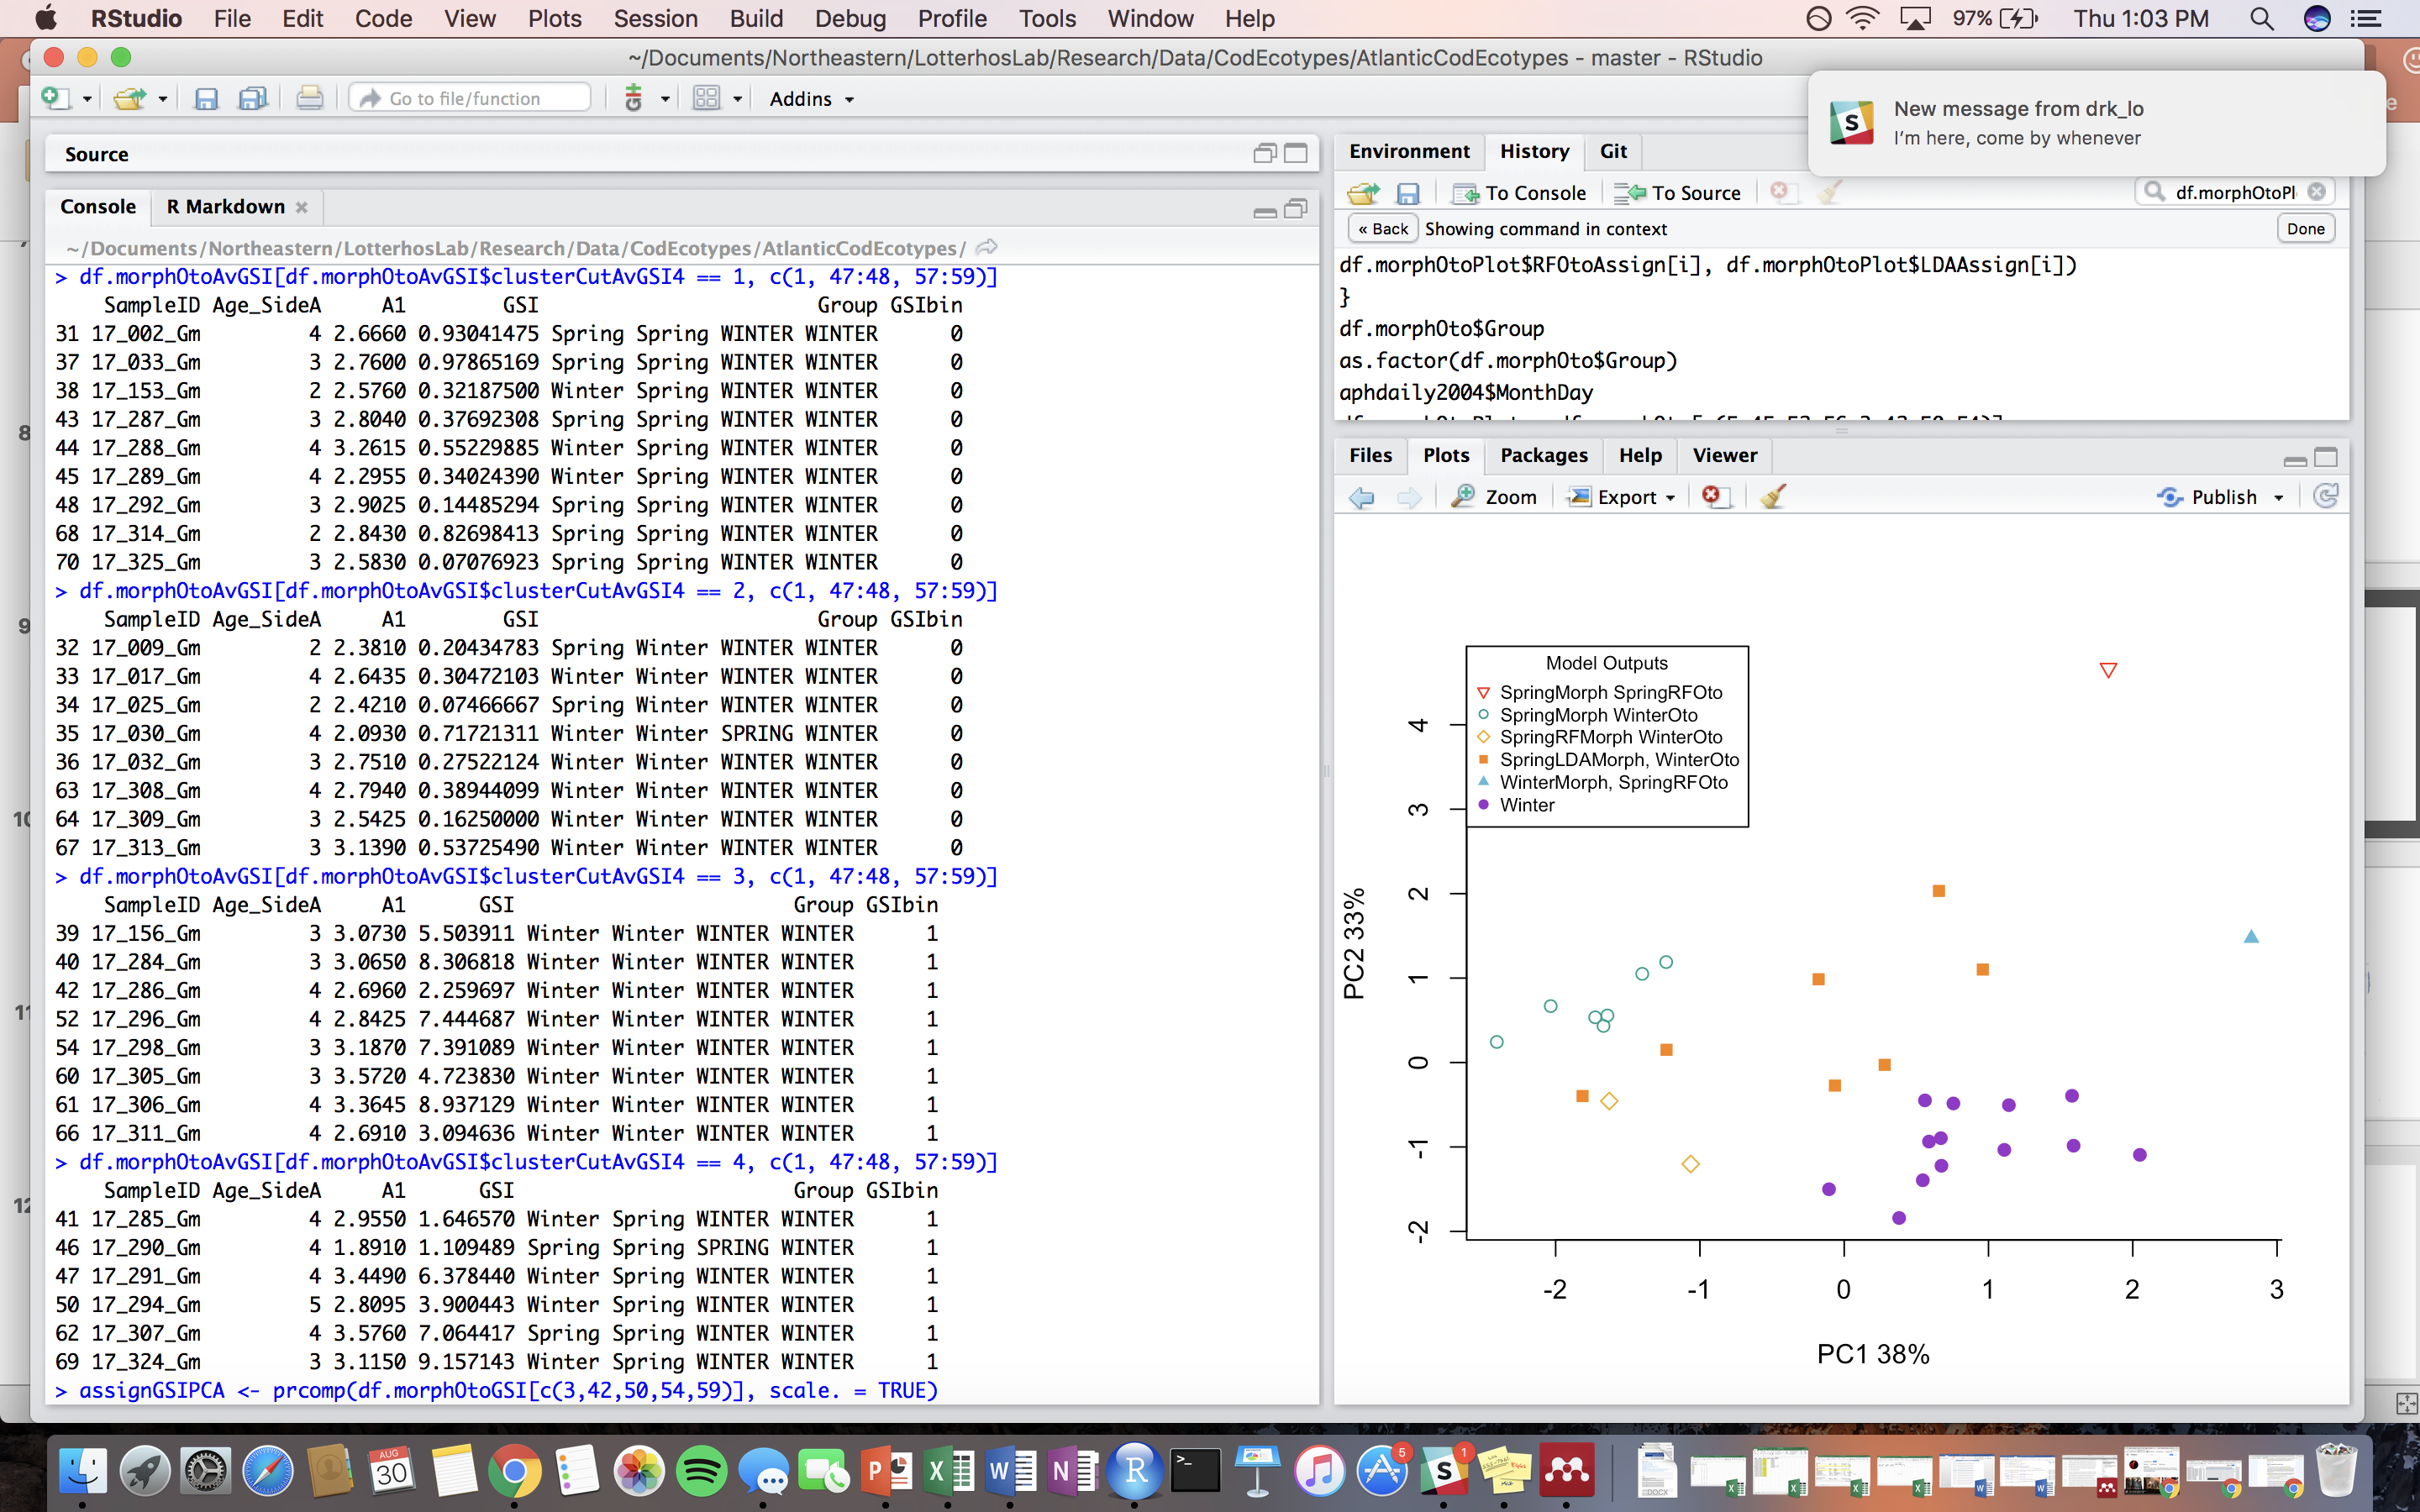 RStudio File Edit Code View Plots Session Build Debug Profile Tools Window Help 97% Thu 1:03 PM
~/Documents/Northeastern/LotterhosLab/Research/Data/CodEcotypes/AtlanticCodEcotypes - master - RStudio
Go to file/function Addins
New message from drk_lo
I'm here, come by whenever
Source
Console R Markdown
~/Documents/Northeastern/LotterhosLab/Research/Data/CodEcotypes/AtlanticCodEcotypes/
> df.morphOtoAvGSI[df.morphOtoAvGSI$clusterCutAvGSI4 == 1, c(1, 47:48, 57:59)]
SampleID Age_SideA A1 GSI Group GSIbin
31 17_002_Gm 4 2.6660 0.93041475 Spring Spring WINTER WINTER 0
37 17_033_Gm 3 2.7600 0.97865169 Spring Spring WINTER WINTER 0
38 17_153_Gm 2 2.5760 0.32187500 Winter Spring WINTER WINTER 0
43 17_287_Gm 3 2.8040 0.37692308 Spring Spring WINTER WINTER 0
44 17_288_Gm 4 3.2615 0.55229885 Winter Spring WINTER WINTER 0
45 17_289_Gm 4 2.2955 0.34024390 Winter Spring WINTER WINTER 0
48 17_292_Gm 3 2.9025 0.14485294 Spring Spring WINTER WINTER 0
68 17_314_Gm 2 2.8430 0.82698413 Spring Spring WINTER WINTER 0
70 17_325_Gm 3 2.5830 0.07076923 Spring Spring WINTER WINTER 0
> df.morphOtoAvGSI[df.morphOtoAvGSI$clusterCutAvGSI4 == 2, c(1, 47:48, 57:59)]
SampleID Age_SideA A1 GSI Group GSIbin
32 17_009_Gm 2 2.3810 0.20434783 Spring Winter WINTER WINTER 0
33 17_017_Gm 4 2.6435 0.30472103 Winter Winter WINTER WINTER 0
34 17_025_Gm 2 2.4210 0.07466667 Spring Winter WINTER WINTER 0
35 17_030_Gm 4 2.0930 0.71721311 Winter Winter SPRING WINTER 0
36 17_032_Gm 3 2.7510 0.27522124 Winter Winter WINTER WINTER 0
63 17_308_Gm 4 2.7940 0.38944099 Winter Winter WINTER WINTER 0
64 17_309_Gm 3 2.5425 0.16250000 Winter Winter WINTER WINTER 0
67 17_313_Gm 3 3.1390 0.53725490 Winter Winter WINTER WINTER 0
> df.morphOtoAvGSI[df.morphOtoAvGSI$clusterCutAvGSI4 == 3, c(1, 47:48, 57:59)]
SampleID Age_SideA A1 GSI Group GSIbin
39 17_156_Gm 3 3.0730 5.503911 Winter Winter WINTER WINTER 1
40 17_284_Gm 3 3.0650 8.306818 Winter Winter WINTER WINTER 1
42 17_286_Gm 4 2.6960 2.259697 Winter Winter WINTER WINTER 1
52 17_296_Gm 4 2.8425 7.444687 Winter Winter WINTER WINTER 1
54 17_298_Gm 3 3.1870 7.391089 Winter Winter WINTER WINTER 1
60 17_305_Gm 3 3.5720 4.723830 Winter Winter WINTER WINTER 1
61 17_306_Gm 4 3.3645 8.937129 Winter Winter WINTER WINTER 1
66 17_311_Gm 4 2.6910 3.094636 Winter Winter WINTER WINTER 1
> df.morphOtoAvGSI[df.morphOtoAvGSI$clusterCutAvGSI4 == 4, c(1, 47:48, 57:59)]
SampleID Age_SideA A1 GSI Group GSIbin
41 17_285_Gm 4 2.9550 1.646570 Winter Spring WINTER WINTER 1
46 17_290_Gm 4 1.8910 1.109489 Spring Spring SPRING WINTER 1
47 17_291_Gm 4 3.4490 6.378440 Winter Spring WINTER WINTER 1
50 17_294_Gm 5 2.8095 3.900443 Winter Spring WINTER WINTER 1
62 17_307_Gm 4 3.5760 7.064417 Spring Spring WINTER WINTER 1
69 17_324_Gm 3 3.1150 9.157143 Winter Spring WINTER WINTER 1
> assignGSIPCA <- prcomp(df.morphOtoGSI[c(3,42,50,54,59)], scale. = TRUE)
Environment History Git
To Console To Source df.morphOtoPl
« Back Showing command in context Done
df.morphOtoPlot$RFOtoAssign[i], df.morphOtoPlot$LDAAssign[i])
}
df.morphOto$Group
as.factor(df.morphOto$Group)
aphdaily2004$MonthDay
Files Plots Packages Help Viewer
Zoom Export Publish
Model Outputs
SpringMorph SpringRFOto
SpringMorph WinterOto
SpringRFMorph WinterOto
SpringLDAMorph, WinterOto
WinterMorph, SpringRFOto
Winter
4
3
2
1
0
-1
-2
PC2 33%
-2 -1 0 1 2 3
PC1 38%
8
9
10
11
12
AUG
30
5
1
DOCX